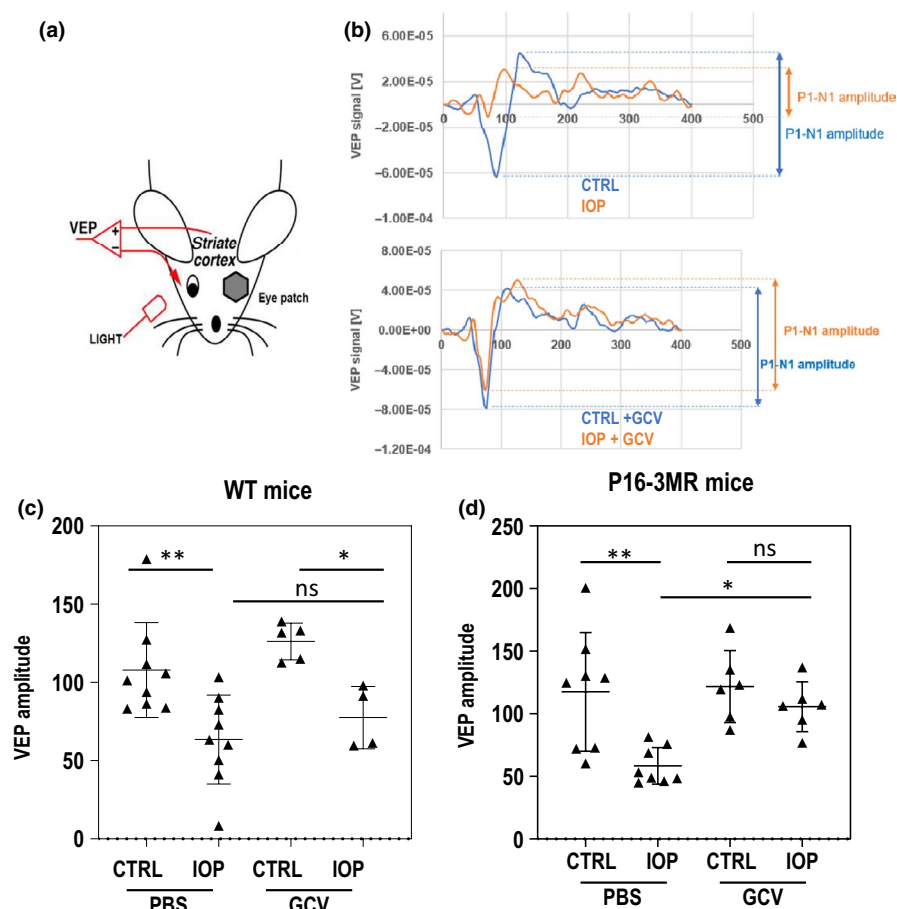 (a)
VEP
+
−
Striate
cortex
Eye patch
LIGHT
(b)
VEP signal [V]
6.00E-05
2.00E-05
−2.00E-05
−6.00E-05
−1.00E-04
0 100 200 300 400 500
P1-N1 amplitude
P1-N1 amplitude
CTRL
IOP
VEP signal [V]
8.00E-05
4.00E-05
0.00E+00
−4.00E-05
−8.00E-05
−1.20E-04
0 100 200 300 400 500
P1-N1 amplitude
P1-N1 amplitude
CTRL +GCV
IOP + GCV
(c)
WT mice
VEP amplitude
200
150
100
50
0
**
*
ns
CTRL IOP CTRL IOP
PBS GCV
(d)
P16-3MR mice
VEP amplitude
250
200
150
100
50
0
**
ns
*
CTRL IOP CTRL IOP
PBS GCV